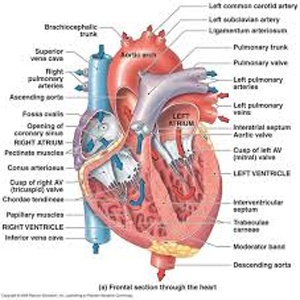 Left common carotid artery
Left subclavian artery
Brachiocephalic
trunk
Ligamentum arteriosum
Superior
vena cava
Aortic arch
Pulmonary trunk
Right
pulmonary
arteries
Pulmonary valve
Left pulmonary
arteries
Ascending aorta
Left pulmonary
veins
Fossa ovalis
LEFT
ATRIUM
Opening of
coronary sinus
Interatrial septum
Aortic valve
RIGHT ATRIUM
Pectinate muscles
Cusp of left AV
(mitral) valve
Conus arteriosus
Cusp of right AV
(tricuspid) valve
LEFT VENTRICLE
Chordae tendineae
Papillary muscles
Interventricular
septum
RIGHT VENTRICLE
Trabeculae
carneae
Inferior vena cava
Moderator band
Descending aorta
(a) Frontal section through the heart